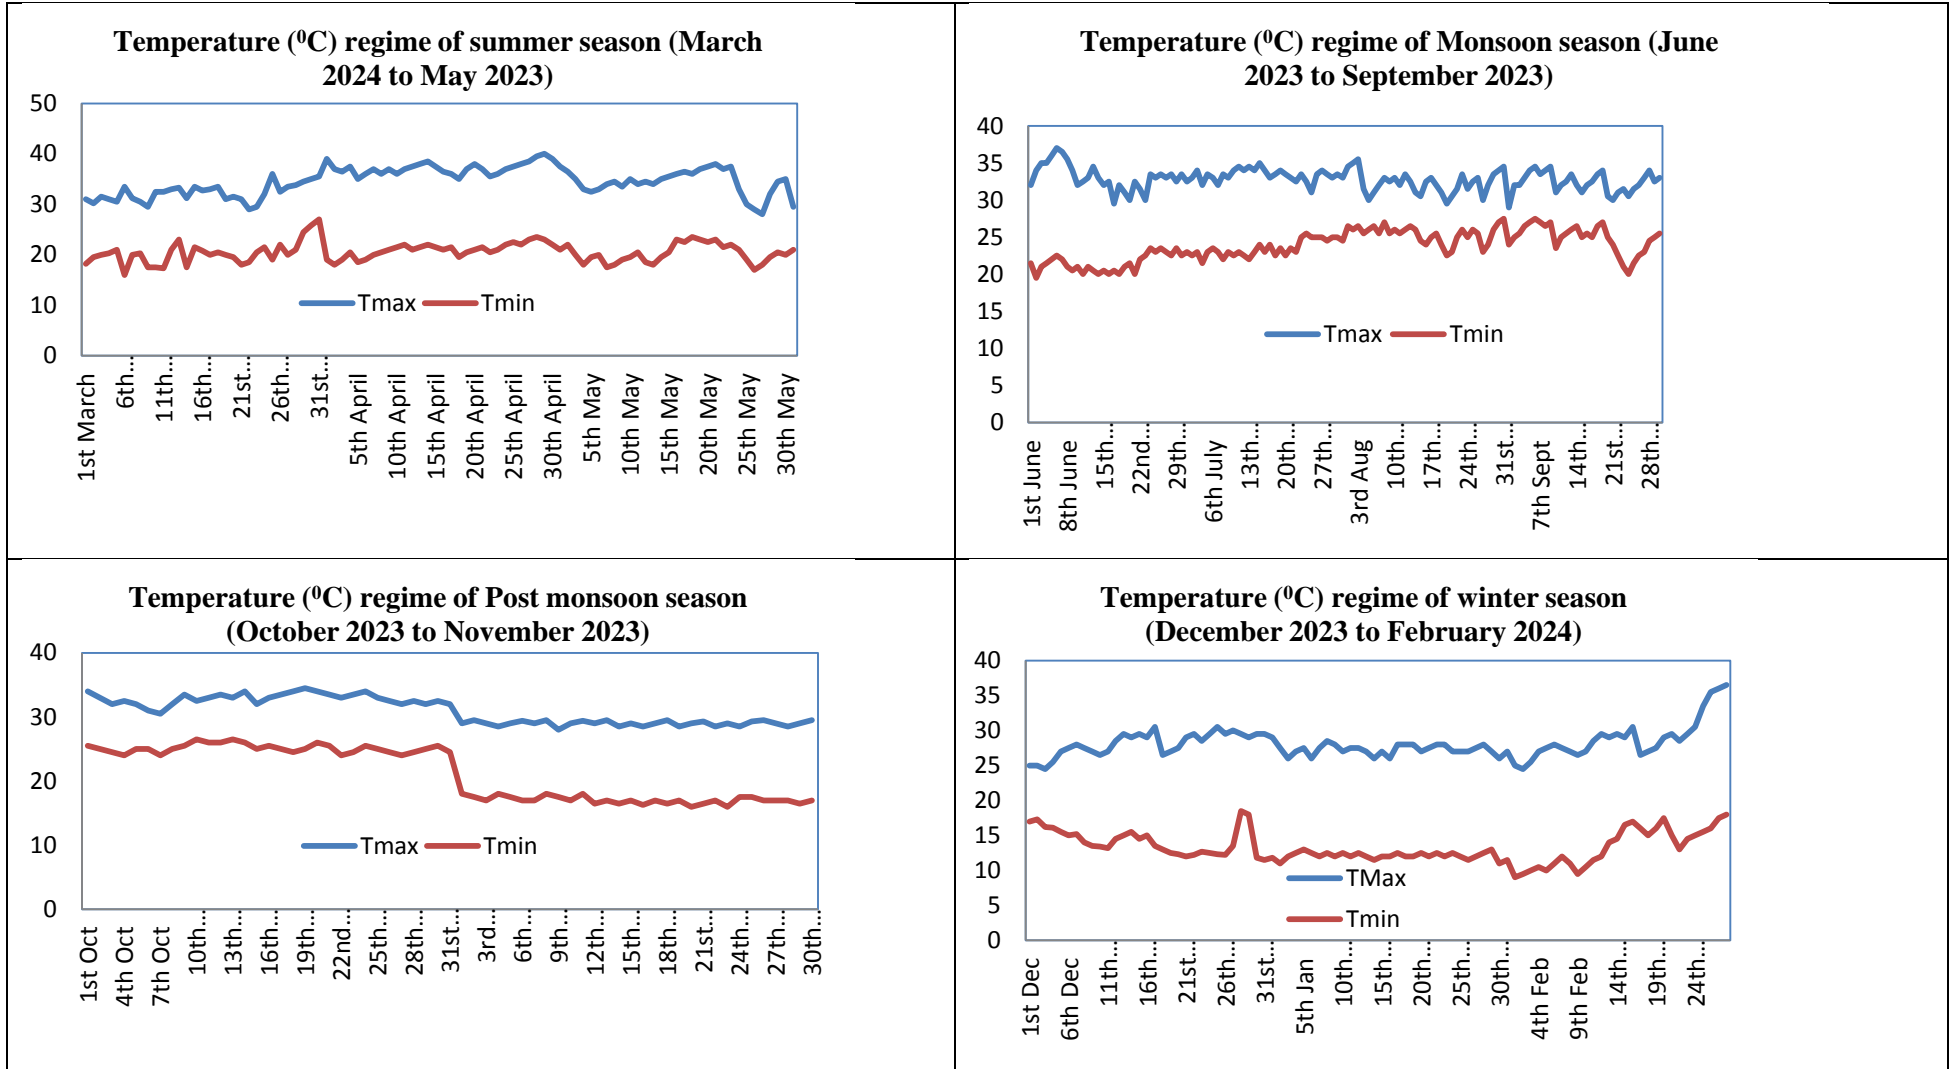 Temperature (⁰C) regime of summer season (March
2024 to May 2023)
50
40
30
20
10
0
Tmax
Tmin
1st March
6th...
11th...
16th...
21st...
26th...
31st...
5th April
10th April
15th April
20th April
25th April
30th April
5th May
10th May
15th May
20th May
25th May
30th May
Temperature (⁰C) regime of Monsoon season (June
2023 to September 2023)
40
35
30
25
20
15
10
5
0
Tmax
Tmin
1st June
8th June
15th...
22nd...
29th...
6th July
13th...
20th...
27th...
3rd Aug
10th...
17th...
24th...
31st...
7th Sept
14th...
21st...
28th...
Temperature (⁰C) regime of Post monsoon season
(October 2023 to November 2023)
40
30
20
10
0
Tmax
Tmin
1st Oct
4th Oct
7th Oct
10th...
13th...
16th...
19th...
22nd...
25th...
28th...
31st...
3rd...
6th...
9th...
12th...
15th...
18th...
21st...
24th...
27th...
30th...
Temperature (⁰C) regime of winter season
(December 2023 to February 2024)
40
35
30
25
20
15
10
5
0
TMax
Tmin
1st Dec
6th Dec
11th...
16th...
21st...
26th...
31st...
5th Jan
10th...
15th...
20th...
25th...
30th...
4th Feb
9th Feb
14th...
19th...
24th...